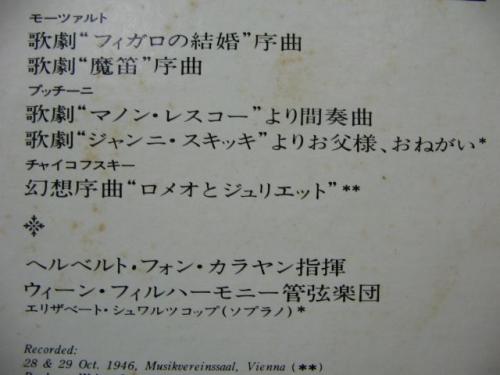 モーツァルト
歌劇“フィガロの結婚”序曲
歌劇“魔笛”序曲
プッチーニ
歌劇“マノン・レスコー”より間奏曲
歌劇“ジャンニ・スキッキ”よりお父様、おねがい*
チャイコフスキー
幻想序曲“ロメオとジュリエット”**
ヘルベルト・フォン・カラヤン指揮
ウィーン・フィルハーモニー管弦楽団
エリザベート・シュワルツコップ(ソプラノ)*
Recorded:
28 & 29 Oct. 1946, Musikvereinssaal, Vienna (**)